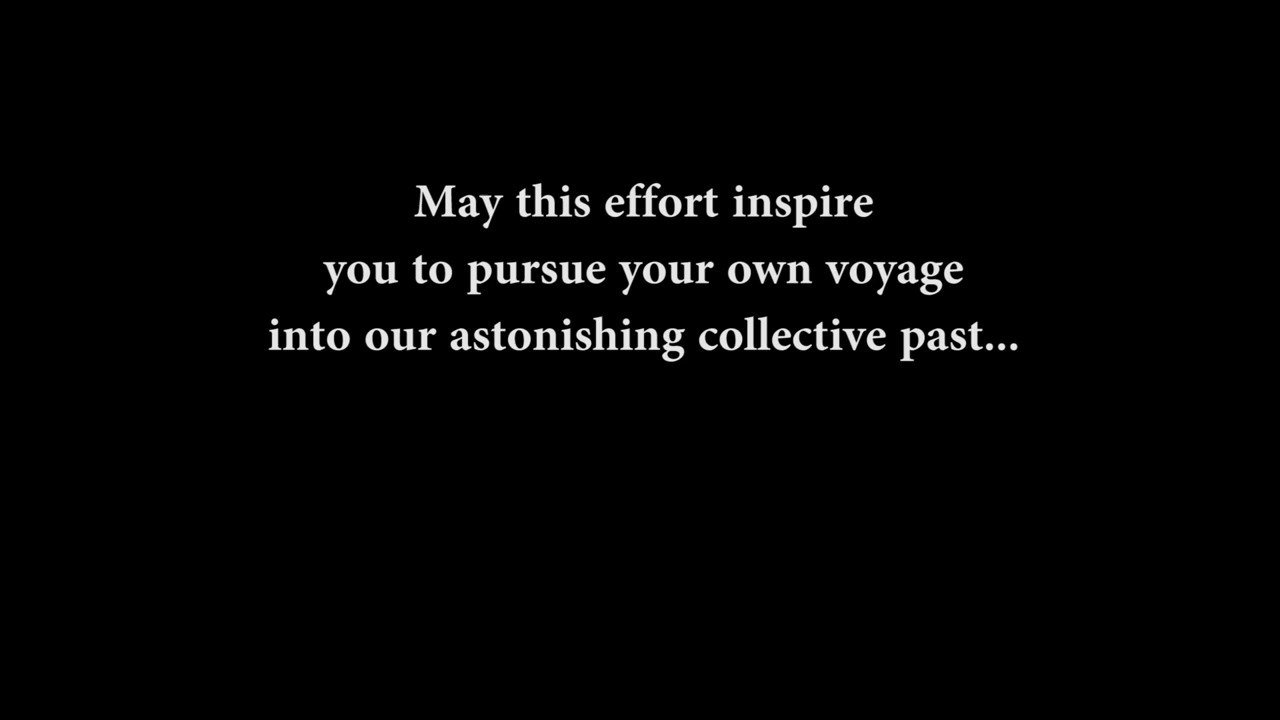 May this effort inspire
you to pursue your own voyage
into our astonishing collective past...